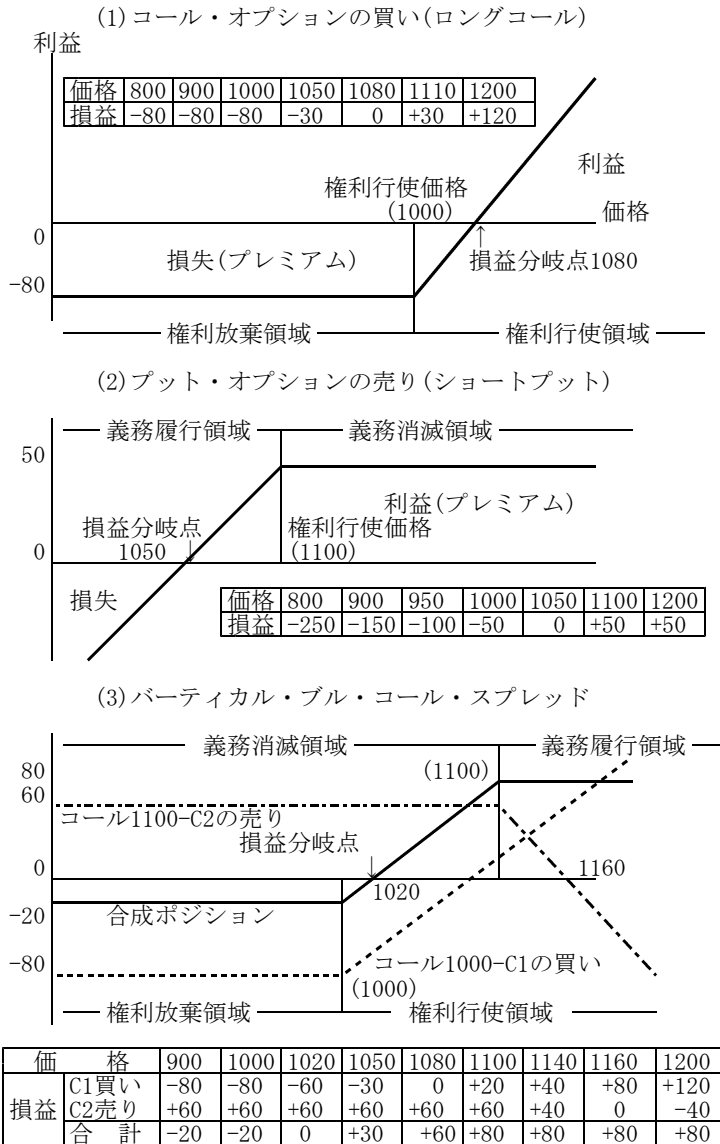 (1)コール・オプションの買い(ロングコール)
利益
価格 800 900 1000 1050 1080 1110 1200
損益 -80 -80 -80 -30 0 +30 +120
利益
権利行使価格
(1000)
価格
0
損失(プレミアム)
↑
損益分岐点1080
-80
権利放棄領域
権利行使領域
(2)プット・オプションの売り(ショートプット)
義務履行領域
義務消滅領域
50
利益(プレミアム)
損益分岐点
権利行使価格
0
1050 ↓
(1100)
損失
価格 800 900 950 1000 1050 1100 1200
損益 -250 -150 -100 -50 0 +50 +50
(3)バーティカル・ブル・コール・スプレッド
義務消滅領域
義務履行領域
80
(1100)
60
コール1100-C2の売り
損益分岐点
↓
0
1160
1020
-20
合成ポジション
-80
コール1000-C1の買い
(1000)
権利放棄領域
権利行使領域
価格 900 1000 1020 1050 1080 1100 1140 1160 1200
損益
C1買い -80 -80 -60 -30 0 +20 +40 +80 +120
C2売り +60 +60 +60 +60 +60 +60 +40 0 -40
合計 -20 -20 0 +30 +60 +80 +80 +80 +80